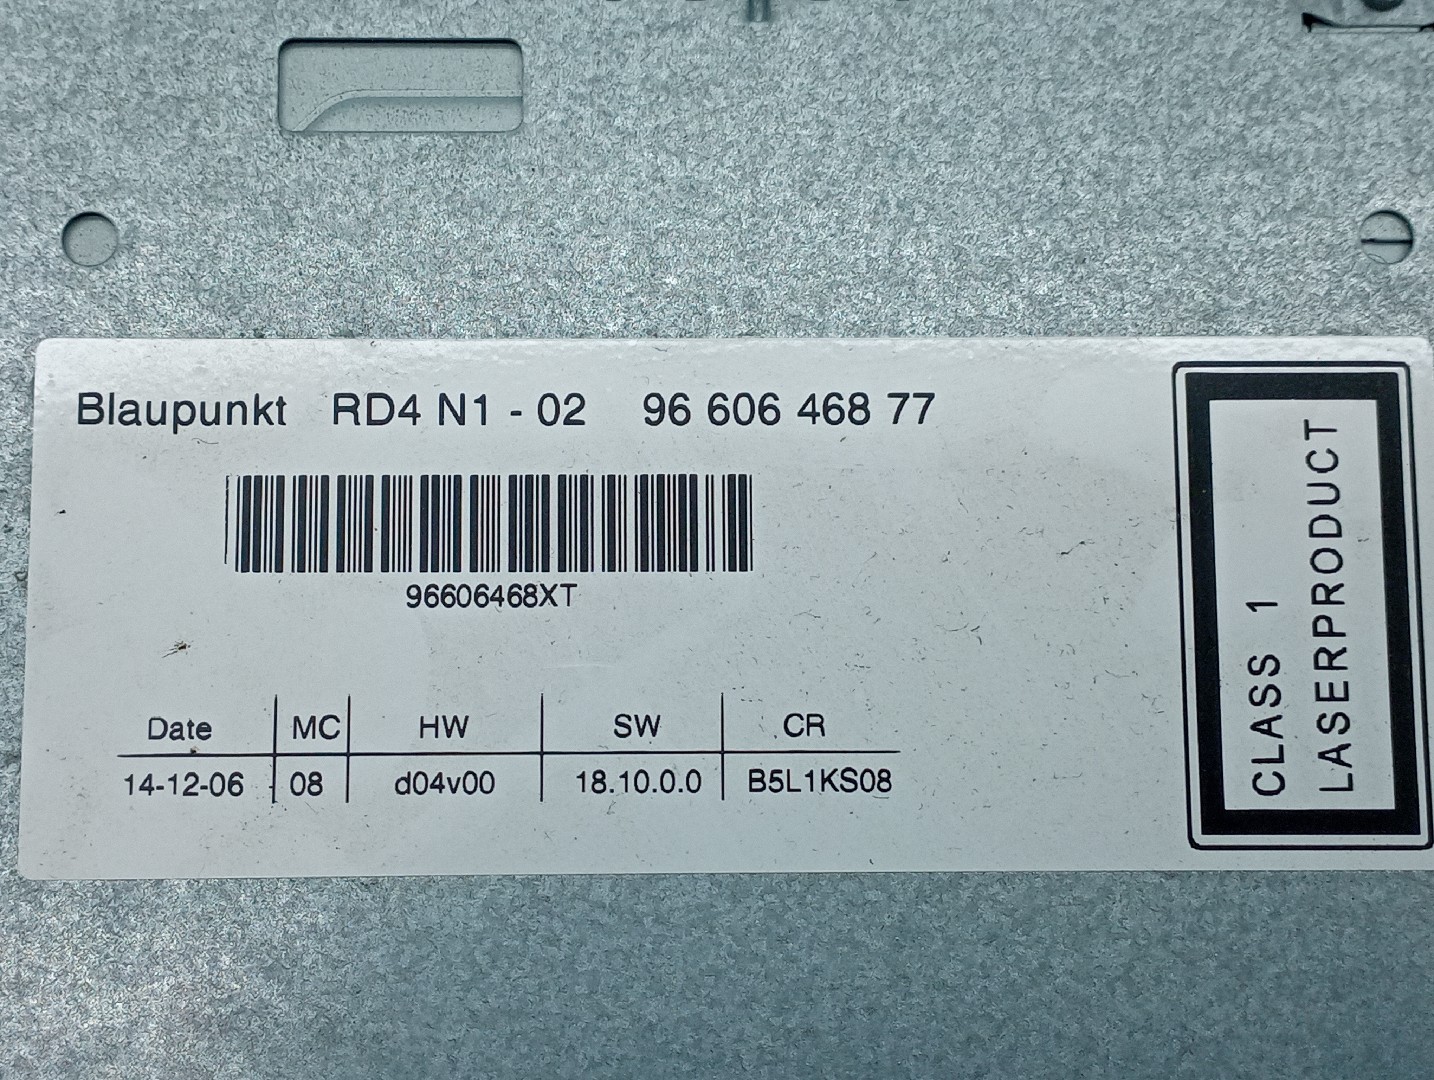 Blaupunkt RD4 N1 - 02 96 606 468 77
96606468XT
Date MC HW SW CR
14-12-06 08 d04v00 18.10.0.0 B5L1KS08
CLASS 1
LASERPRODUCT